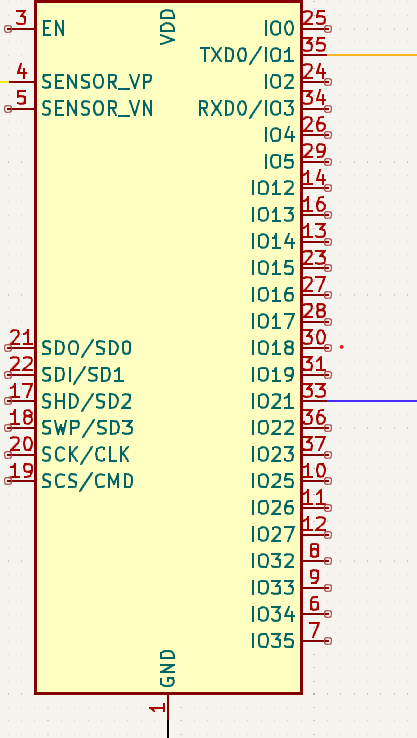 VDD
3 EN IO0 25
TXD0/IO1 35
4 SENSOR_VP IO2 24
5 SENSOR_VN RXD0/IO3 34
IO4 26
IO5 29
IO12 14
IO13 16
IO14 13
IO15 23
IO16 27
IO17 28
21 SDO/SD0 IO18 30
22 SDI/SD1 IO19 31
17 SHD/SD2 IO21 33
18 SWP/SD3 IO22 36
20 SCK/CLK IO23 37
19 SCS/CMD IO25 10
IO26 11
IO27 12
IO32 8
IO33 9
IO34 6
IO35 7
GND
1